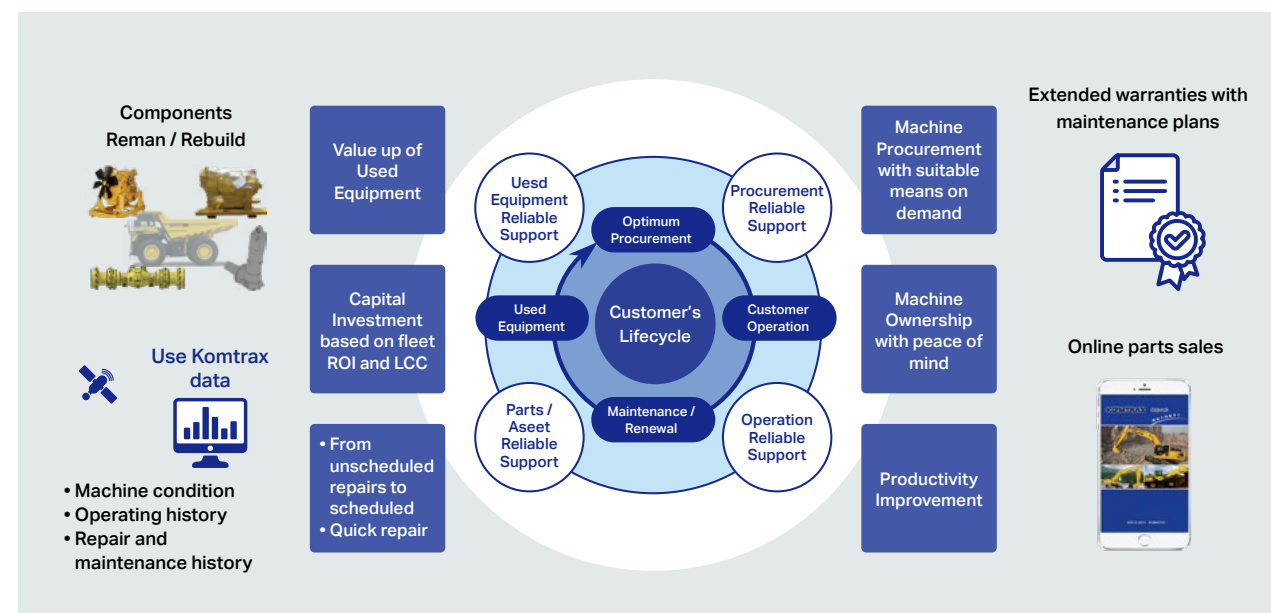 Components
Reman / Rebuild
Use Komtrax
data
• Machine condition
• Operating history
• Repair and
maintenance history
Value up of
Used
Equipment
Capital
Investment
based on fleet
ROI and LCC
• From
unscheduled
repairs to
scheduled
• Quick repair
Uesd
Equipment
Reliable
Support
Procurement
Reliable
Support
Optimum
Procurement
Used
Equipment
Customer's
Lifecycle
Customer
Operation
Maintenance /
Renewal
Parts /
Aseet
Reliable
Support
Operation
Reliable
Support
Machine
Procurement
with suitable
means on
demand
Machine
Ownership
with peace of
mind
Productivity
Improvement
Extended warranties with
maintenance plans
Online parts sales